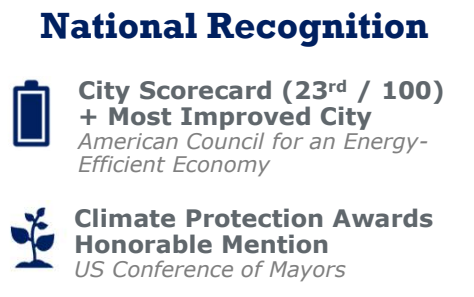 National Recognition
City Scorecard (23rd / 100)
+ Most Improved City
American Council for an Energy-
Efficient Economy
Climate Protection Awards
Honorable Mention
US Conference of Mayors